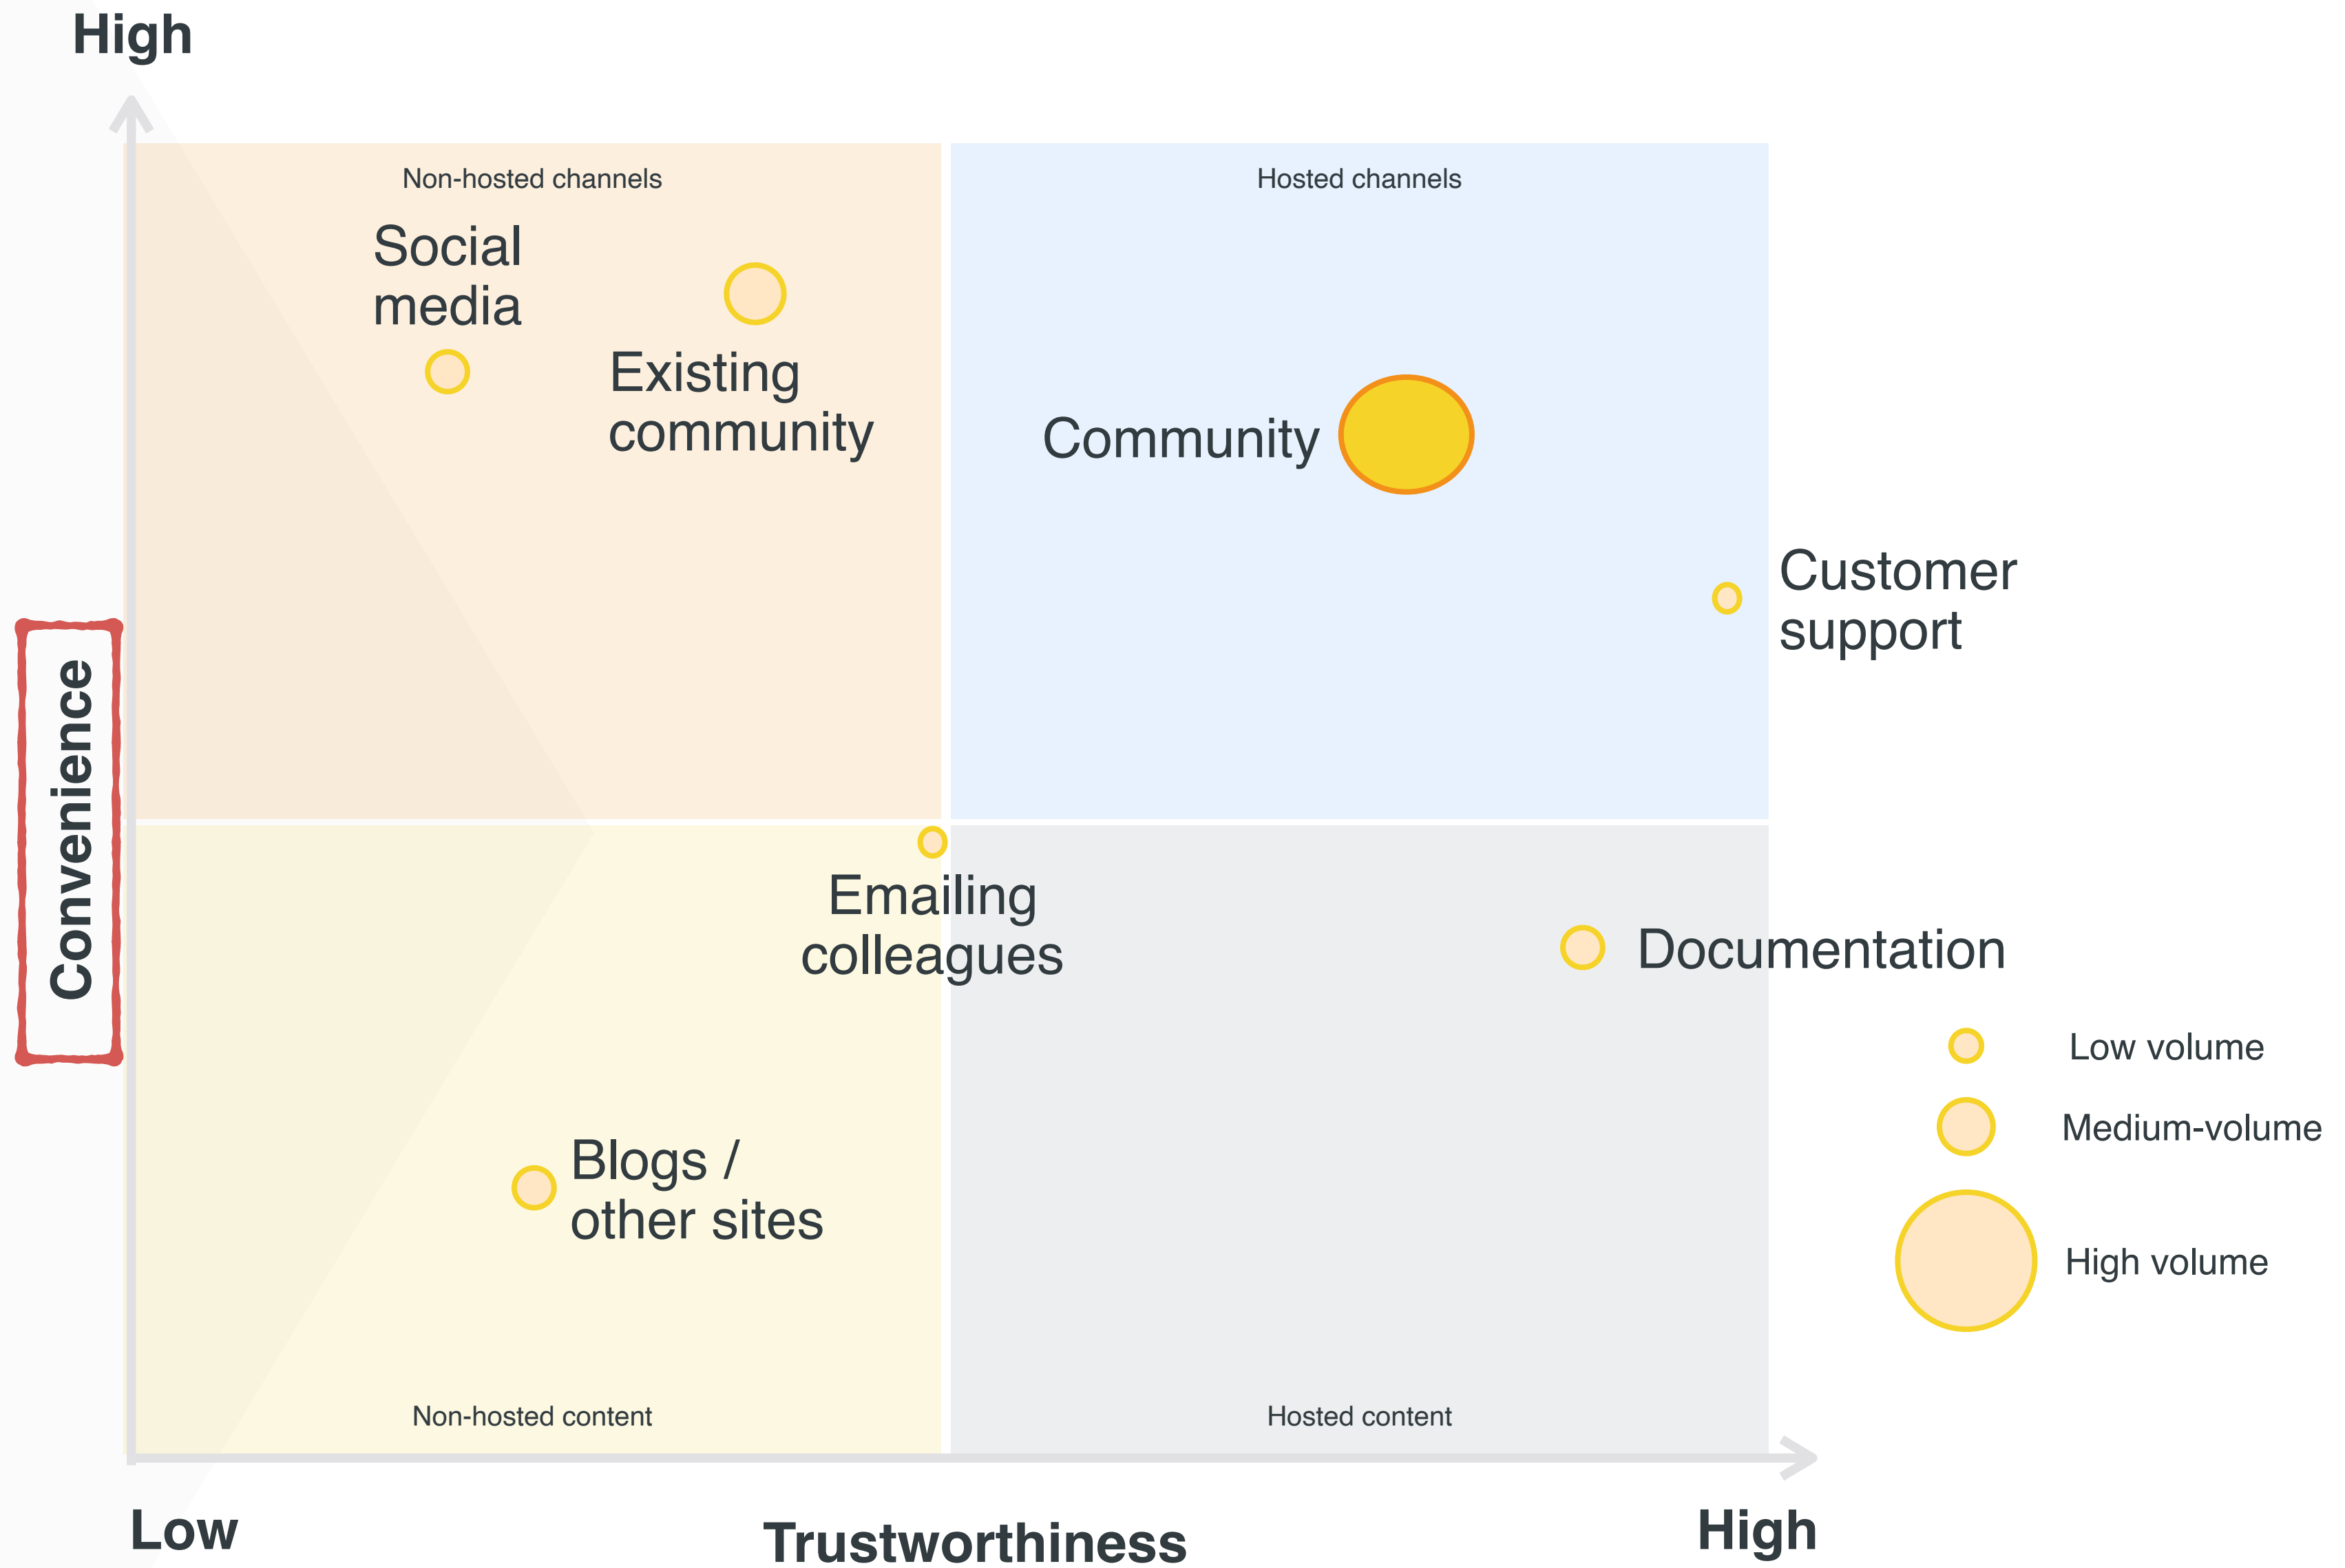 High
Non-hosted channels
Hosted channels
Social
media
Existing
community
Community
Customer
support
Convenience
Emailing
colleagues
Documentation
Low volume
Medium-volume
High volume
Blogs /
other sites
Non-hosted content
Hosted content
Low
Trustworthiness
High